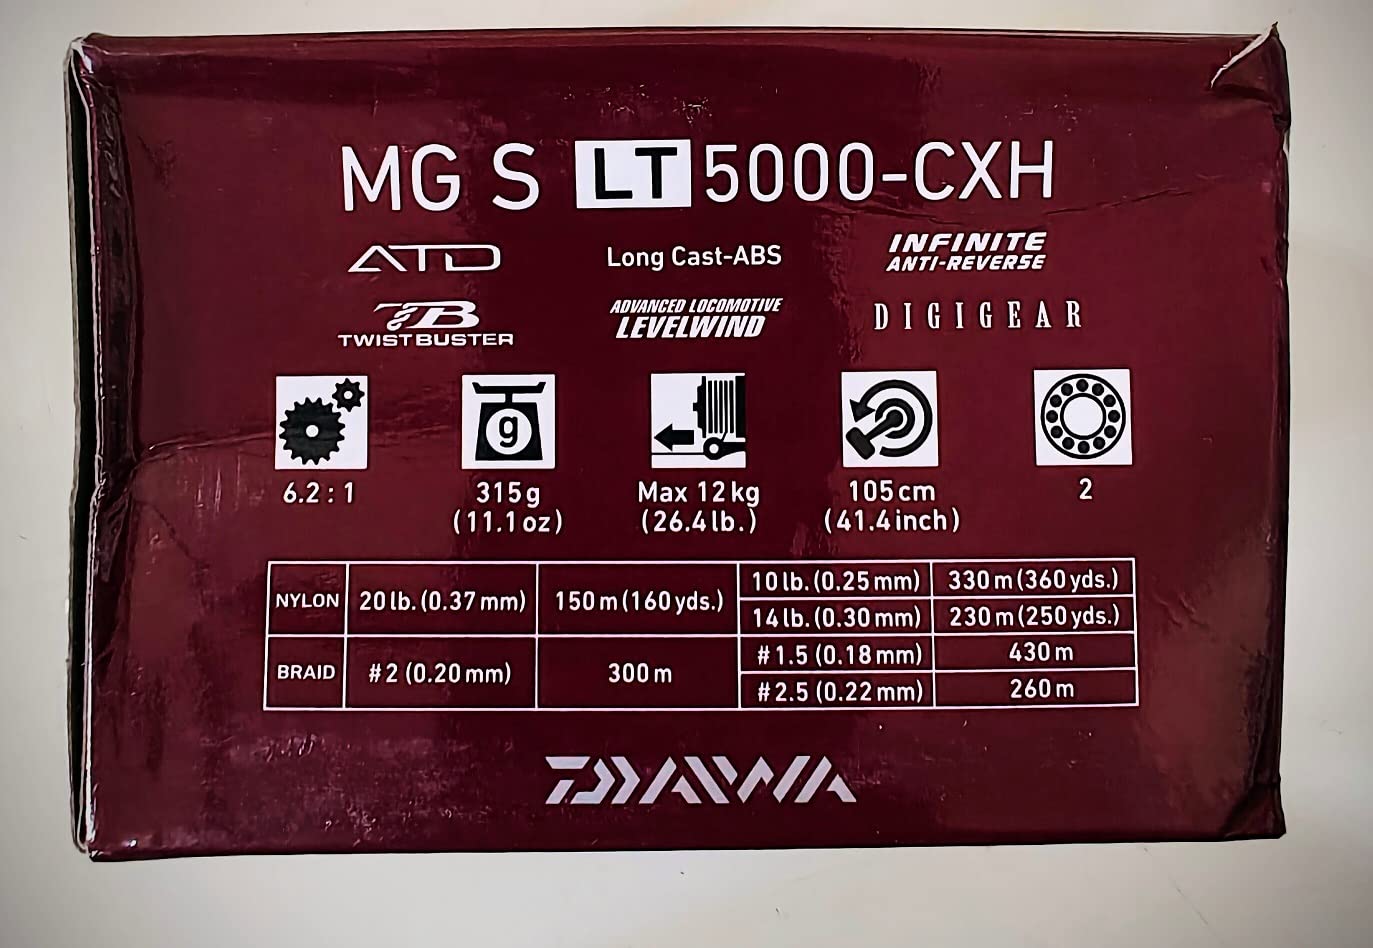 MG S LT 5000-CXH
ATD Long Cast-ABS INFINITE ANTI-REVERSE
TB TWIST BUSTER ADVANCED LOCOMOTIVE LEVELWIND DIGIGEAR
g
6.2 : 1 315g Max 12kg 105cm 2
(11.1oz) (26.4lb.) (41.4inch)
NYLON 20lb.(0.37mm) 150m(160yds.) 10lb.(0.25mm) 330m(360yds.)
14lb.(0.30mm) 230m(250yds.)
BRAID #2 (0.20mm) 300m #1.5 (0.18mm) 430m
#2.5 (0.22mm) 260m
DAIWA